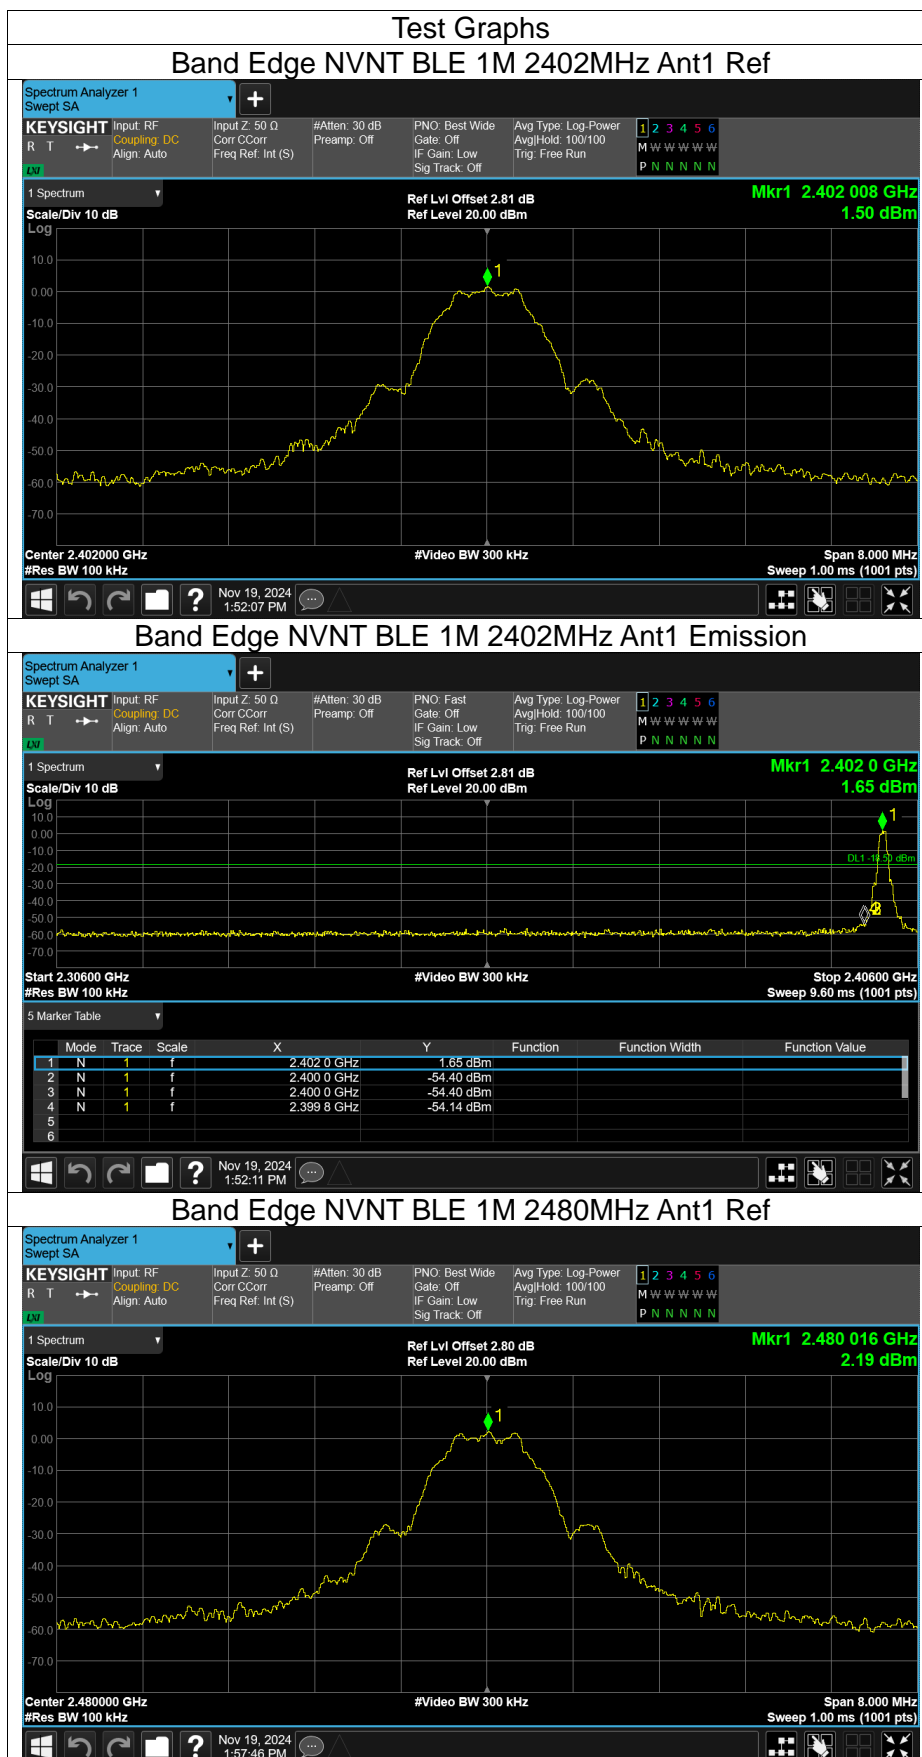 Test Graphs
Band Edge NVNT BLE 1M 2402MHz Ant1 Ref
Spectrum Analyzer 1
Swept SA
KEYSIGHT
R T
LXI
Input: RF
Coupling: DC
Align: Auto
Input Z: 50 Ω
Corr CCorr
Freq Ref: Int (S)
#Atten: 30 dB
Preamp: Off
PNO: Best Wide
Gate: Off
IF Gain: Low
Sig Track: Off
Avg Type: Log-Power
Avg|Hold: 100/100
Trig: Free Run
1 2 3 4 5 6
M W W W W W
P N N N N N
1 Spectrum
Scale/Div 10 dB
Ref Lvl Offset 2.81 dB
Ref Level 20.00 dBm
Mkr1 2.402 008 GHz
1.50 dBm
Log
10.0
0.00
-10.0
-20.0
-30.0
-40.0
-50.0
-60.0
-70.0
1
Center 2.402000 GHz
#Res BW 100 kHz
#Video BW 300 kHz
Span 8.000 MHz
Sweep 1.00 ms (1001 pts)
?
Nov 19, 2024
1:52:07 PM
Band Edge NVNT BLE 1M 2402MHz Ant1 Emission
Spectrum Analyzer 1
Swept SA
KEYSIGHT
R T
LXI
Input: RF
Coupling: DC
Align: Auto
Input Z: 50 Ω
Corr CCorr
Freq Ref: Int (S)
#Atten: 30 dB
Preamp: Off
PNO: Fast
Gate: Off
IF Gain: Low
Sig Track: Off
Avg Type: Log-Power
Avg|Hold: 100/100
Trig: Free Run
1 2 3 4 5 6
M W W W W W
P N N N N N
1 Spectrum
Scale/Div 10 dB
Ref Lvl Offset 2.81 dB
Ref Level 20.00 dBm
Mkr1 2.402 0 GHz
1.65 dBm
Log
10.0
0.00
-10.0
-20.0
-30.0
-40.0
-50.0
-60.0
-70.0
1
DL1 -18.50 dBm
Start 2.30600 GHz
#Res BW 100 kHz
#Video BW 300 kHz
Stop 2.40600 GHz
Sweep 9.60 ms (1001 pts)
5 Marker Table
Mode Trace Scale X Y Function Function Width Function Value
1 N 1 f 2.402 0 GHz 1.65 dBm
2 N 1 f 2.400 0 GHz -54.40 dBm
3 N 1 f 2.400 0 GHz -54.40 dBm
4 N 1 f 2.399 8 GHz -54.14 dBm
5
6
?
Nov 19, 2024
1:52:11 PM
Band Edge NVNT BLE 1M 2480MHz Ant1 Ref
Spectrum Analyzer 1
Swept SA
KEYSIGHT
R T
LXI
Input: RF
Coupling: DC
Align: Auto
Input Z: 50 Ω
Corr CCorr
Freq Ref: Int (S)
#Atten: 30 dB
Preamp: Off
PNO: Best Wide
Gate: Off
IF Gain: Low
Sig Track: Off
Avg Type: Log-Power
Avg|Hold: 100/100
Trig: Free Run
1 2 3 4 5 6
M W W W W W
P N N N N N
1 Spectrum
Scale/Div 10 dB
Ref Lvl Offset 2.80 dB
Ref Level 20.00 dBm
Mkr1 2.480 016 GHz
2.19 dBm
Log
10.0
0.00
-10.0
-20.0
-30.0
-40.0
-50.0
-60.0
-70.0
1
Center 2.480000 GHz
#Res BW 100 kHz
#Video BW 300 kHz
Span 8.000 MHz
Sweep 1.00 ms (1001 pts)
?
Nov 19, 2024
1:57:46 PM